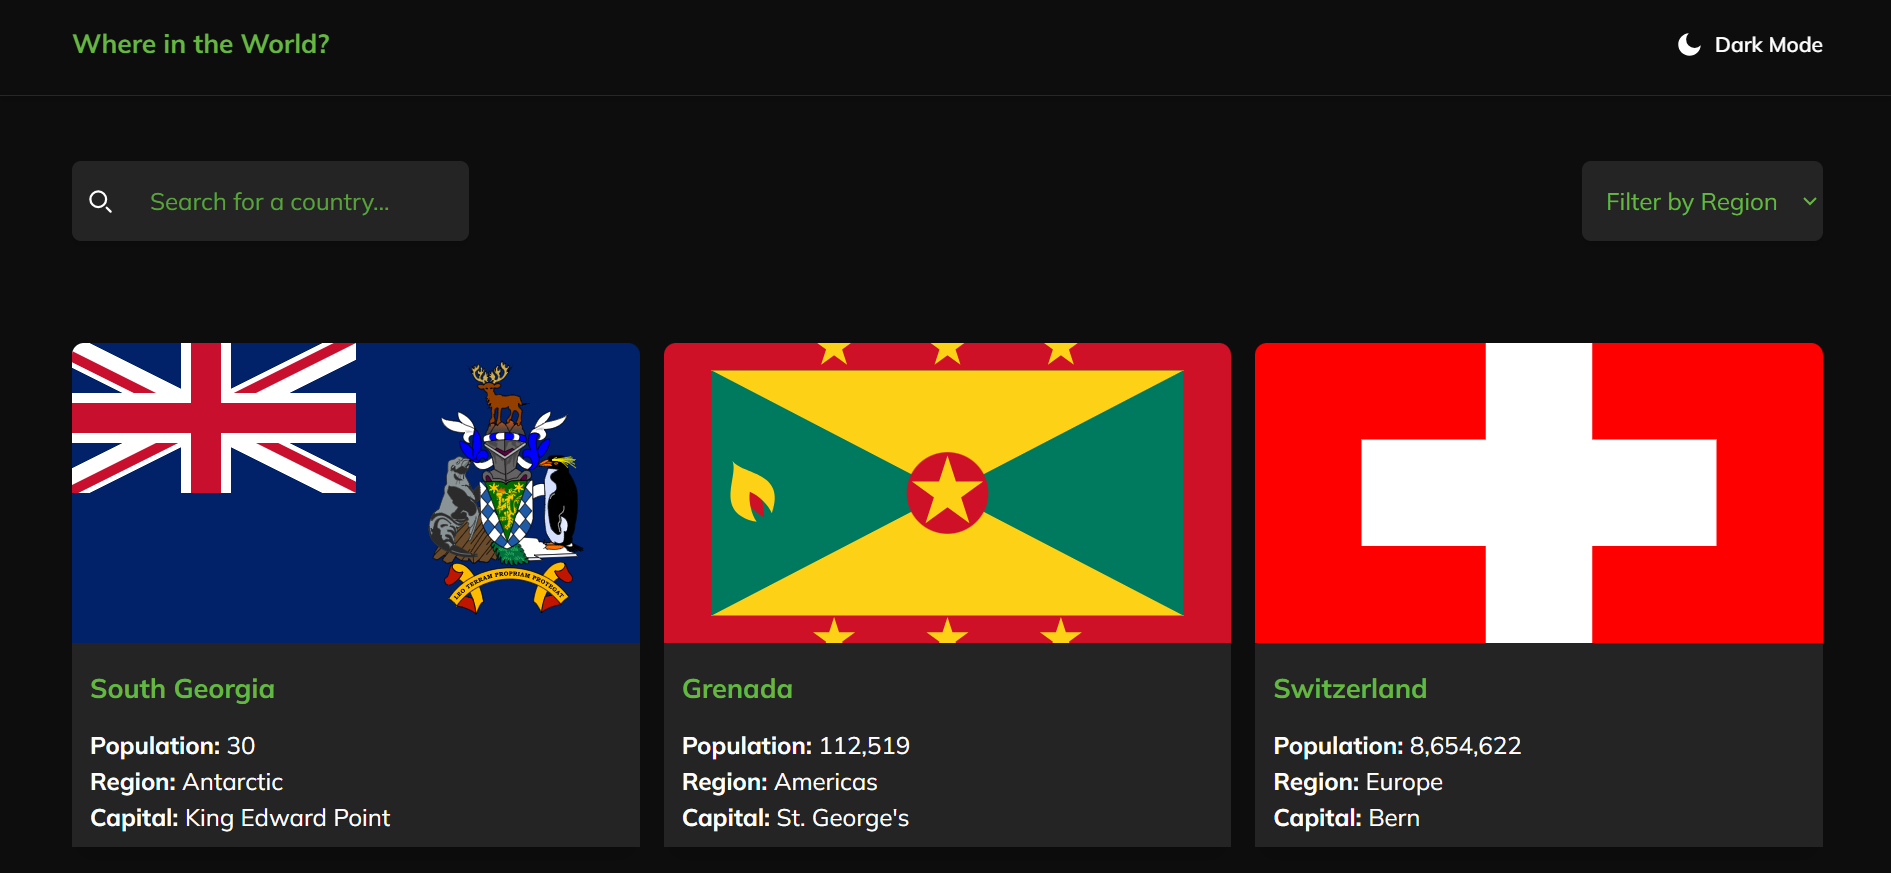 Where in the World?
Dark Mode
Search for a country...
Filter by Region
LEO TERRAM PROPRIAM PROTEGAT
South Georgia
Population: 30
Region: Antarctic
Capital: King Edward Point
Grenada
Population: 112,519
Region: Americas
Capital: St. George's
Switzerland
Population: 8,654,622
Region: Europe
Capital: Bern